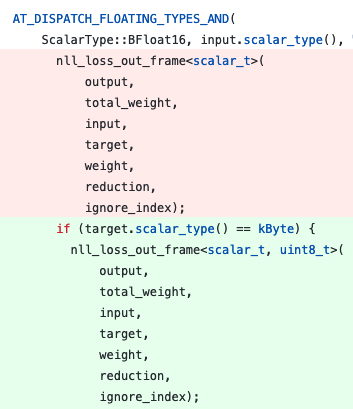 AT_DISPATCH_FLOATING_TYPES_AND(
ScalarType::BFloat16, input.scalar_type(), "
nll_loss_out_frame<scalar_t>(
output,
total_weight,
input,
target,
weight,
reduction,
ignore_index);
if (target.scalar_type() == kByte) {
nll_loss_out_frame<scalar_t, uint8_t>(
output,
total_weight,
input,
target,
weight,
reduction,
ignore_index);